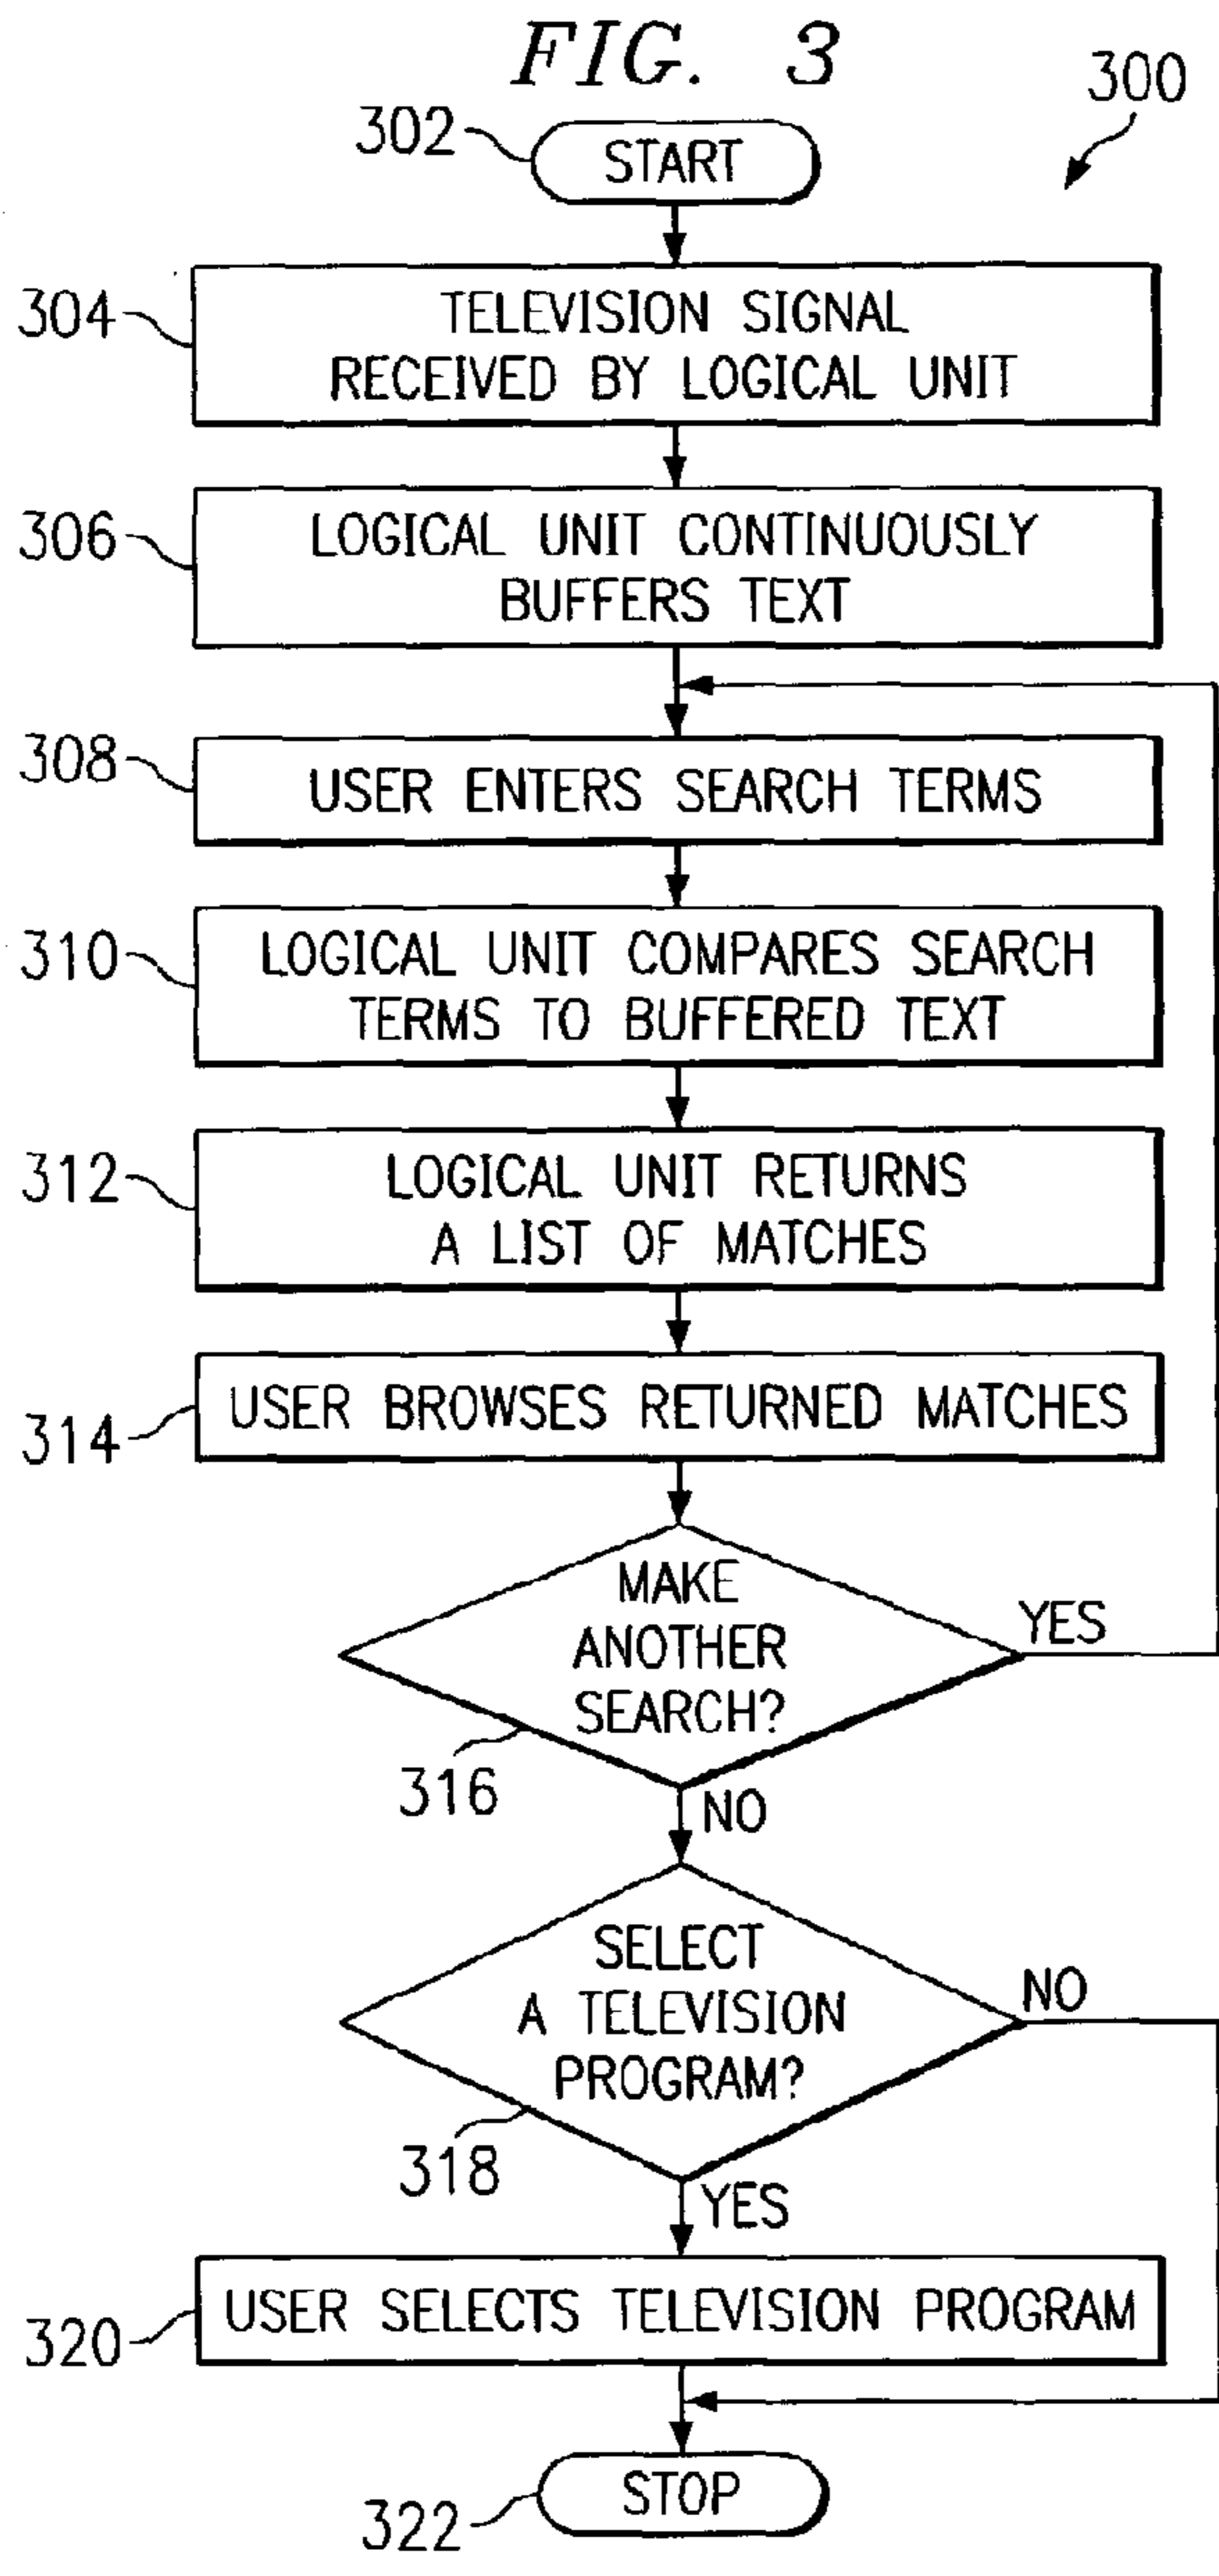 FIG. 3
300
302
START
304
TELEVISION SIGNAL
RECEIVED BY LOGICAL UNIT
306
LOGICAL UNIT CONTINUOUSLY
BUFFERS TEXT
308
USER ENTERS SEARCH TERMS
310
LOGICAL UNIT COMPARES SEARCH
TERMS TO BUFFERED TEXT
312
LOGICAL UNIT RETURNS
A LIST OF MATCHES
314
USER BROWSES RETURNED MATCHES
MAKE
ANOTHER
SEARCH?
YES
316
NO
SELECT
A TELEVISION
PROGRAM?
NO
318
YES
320
USER SELECTS TELEVISION PROGRAM
STOP
322